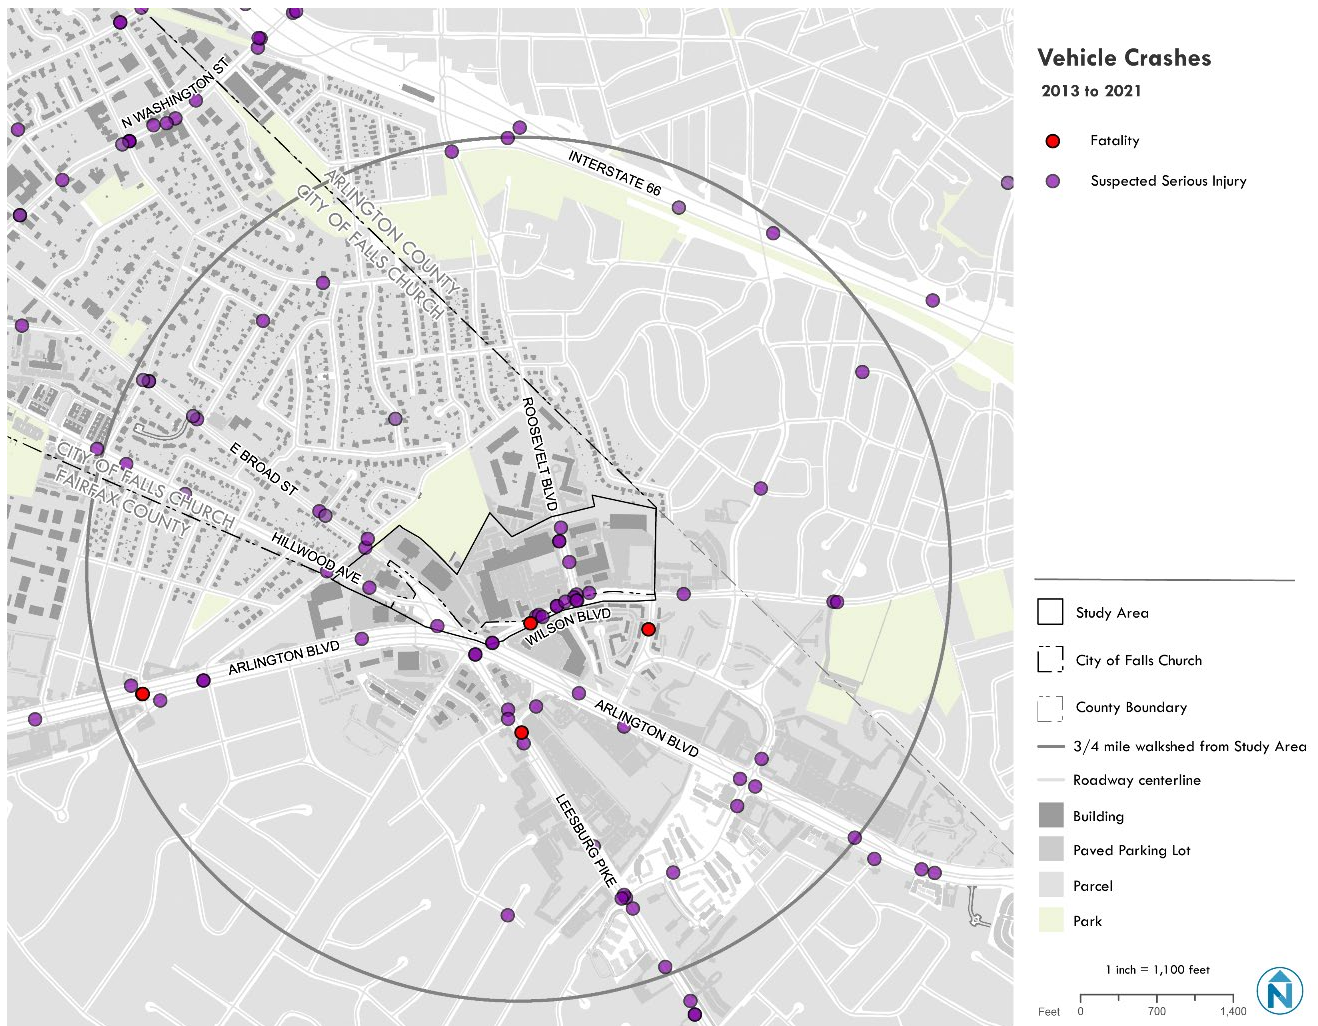 Vehicle Crashes
2013 to 2021
Fatality
Suspected Serious Injury
N WASHINGTON ST
INTERSTATE 66
ARLINGTON COUNTY
CITY OF FALLS CHURCH
ROOSEVELT BLVD
E BROAD ST
CITY OF FALLS CHURCH
FAIRFAX COUNTY
HILLWOOD AVE
WILSON BLVD
ARLINGTON BLVD
ARLINGTON BLVD
LEESBURG PIKE
Study Area
City of Falls Church
County Boundary
3/4 mile walkshed from Study Area
Roadway centerline
Building
Paved Parking Lot
Parcel
Park
1 inch = 1,100 feet
Feet 0 700 1,400
N